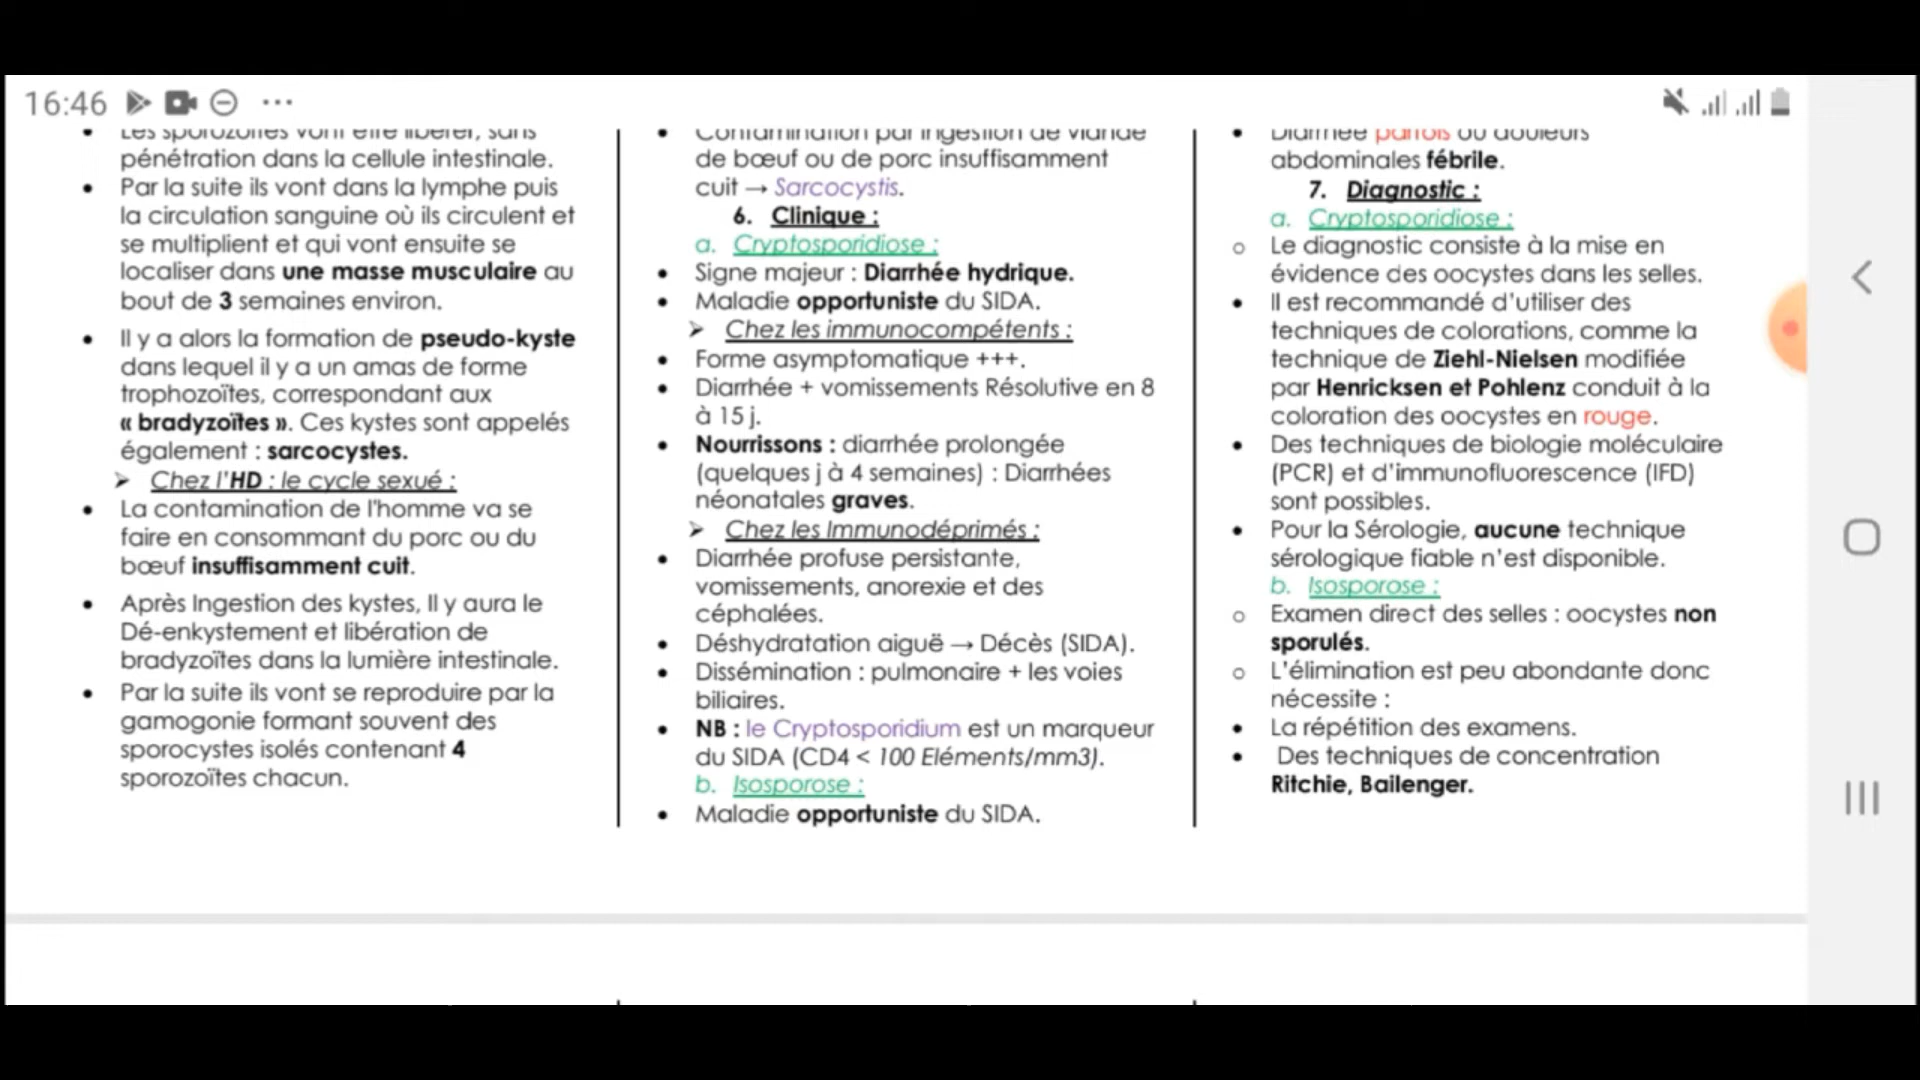 16:46
Les sporozoïtes vont être libérer, sans
pénétration dans la cellule intestinale.
• Par la suite ils vont dans la lymphe puis
la circulation sanguine où ils circulent et
se multiplient et qui vont ensuite se
localiser dans une masse musculaire au
bout de 3 semaines environ.
• Il y a alors la formation de pseudo-kyste
dans lequel il y a un amas de forme
trophozoïtes, correspondant aux
« bradyzoïtes ». Ces kystes sont appelés
également : sarcocystes.
➢ Chez l'HD : le cycle sexué :
• La contamination de l'homme va se
faire en consommant du porc ou du
bœuf insuffisamment cuit.
• Après Ingestion des kystes, Il y aura le
Dé-enkystement et libération de
bradyzoïtes dans la lumière intestinale.
• Par la suite ils vont se reproduire par la
gamogonie formant souvent des
sporocystes isolés contenant 4
sporozoïtes chacun.
• Contamination par ingestion de viande
de bœuf ou de porc insuffisamment
cuit → Sarcocystis.
6. Clinique :
a. Cryptosporidiose :
• Signe majeur : Diarrhée hydrique.
• Maladie opportuniste du SIDA.
➢ Chez les immunocompétents :
• Forme asymptomatique +++.
• Diarrhée + vomissements Résolutive en 8
à 15 j.
• Nourrissons : diarrhée prolongée
(quelques j à 4 semaines) : Diarrhées
néonatales graves.
➢ Chez les Immunodéprimés :
• Diarrhée profuse persistante,
vomissements, anorexie et des
céphalées.
• Déshydratation aiguë → Décès (SIDA).
• Dissémination : pulmonaire + les voies
biliaires.
• NB : le Cryptosporidium est un marqueur
du SIDA (CD4 < 100 Eléments/mm3).
b. Isosporose :
• Maladie opportuniste du SIDA.
• Diarrhée parfois ou douleurs
abdominales fébrile.
7. Diagnostic :
a. Cryptosporidiose :
o Le diagnostic consiste à la mise en
évidence des oocystes dans les selles.
• Il est recommandé d'utiliser des
techniques de colorations, comme la
technique de Ziehl-Nielsen modifiée
par Henricksen et Pohlenz conduit à la
coloration des oocystes en rouge.
• Des techniques de biologie moléculaire
(PCR) et d'immunofluorescence (IFD)
sont possibles.
• Pour la Sérologie, aucune technique
sérologique fiable n'est disponible.
b. Isosporose :
o Examen direct des selles : oocystes non
sporulés.
o L'élimination est peu abondante donc
nécessite :
• La répétition des examens.
• Des techniques de concentration
Ritchie, Bailenger.